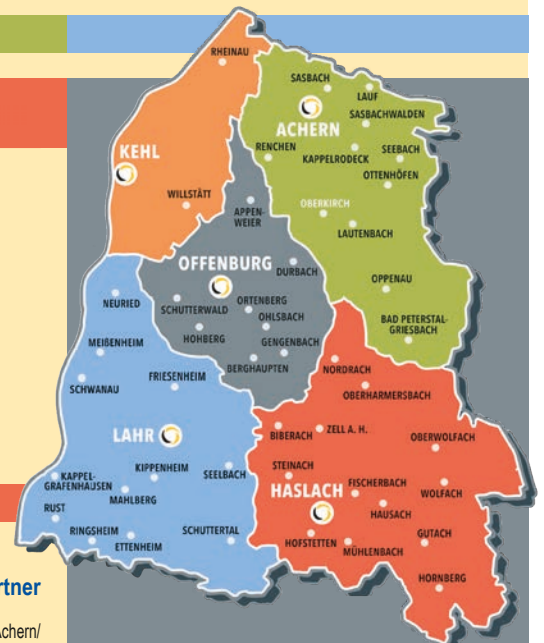 RHEINAU
SASBACH
LAUF
SASBACHWALDEN
ACHERN
KEHL
RENCHEN
KAPPELRODECK
SEEBACH
OTTENHÖFEN
WILLSTÄTT
APPEN-
WEIER
OBERKIRCH
LAUTENBACH
OFFENBURG
DURBACH
OPPENAU
NEURIED
SCHUTTERWALD
ORTENBERG
OHLSBACH
BAD PETERSTAL-
GRIESBACH
HOHBERG
MEIßENHEIM
GENGENBACH
BERGHAUPTEN
NORDRACH
SCHWANAU
FRIESENHEIM
OBERHARMERSBACH
LAHR
BIBERACH
ZELL A. H.
OBERWOLFACH
KIPPENHEIM
SEELBACH
STEINACH
KAPPEL-
GRAFENHAUSEN
MAHLBERG
HASLACH
FISCHERBACH
WOLFACH
RUST
HAUSACH
RINGSHEIM
ETTENHEIM
SCHUTTERTAL
HOFSTETTEN
MÜHLENBACH
GUTACH
HORNBERG
rtner
Achern/